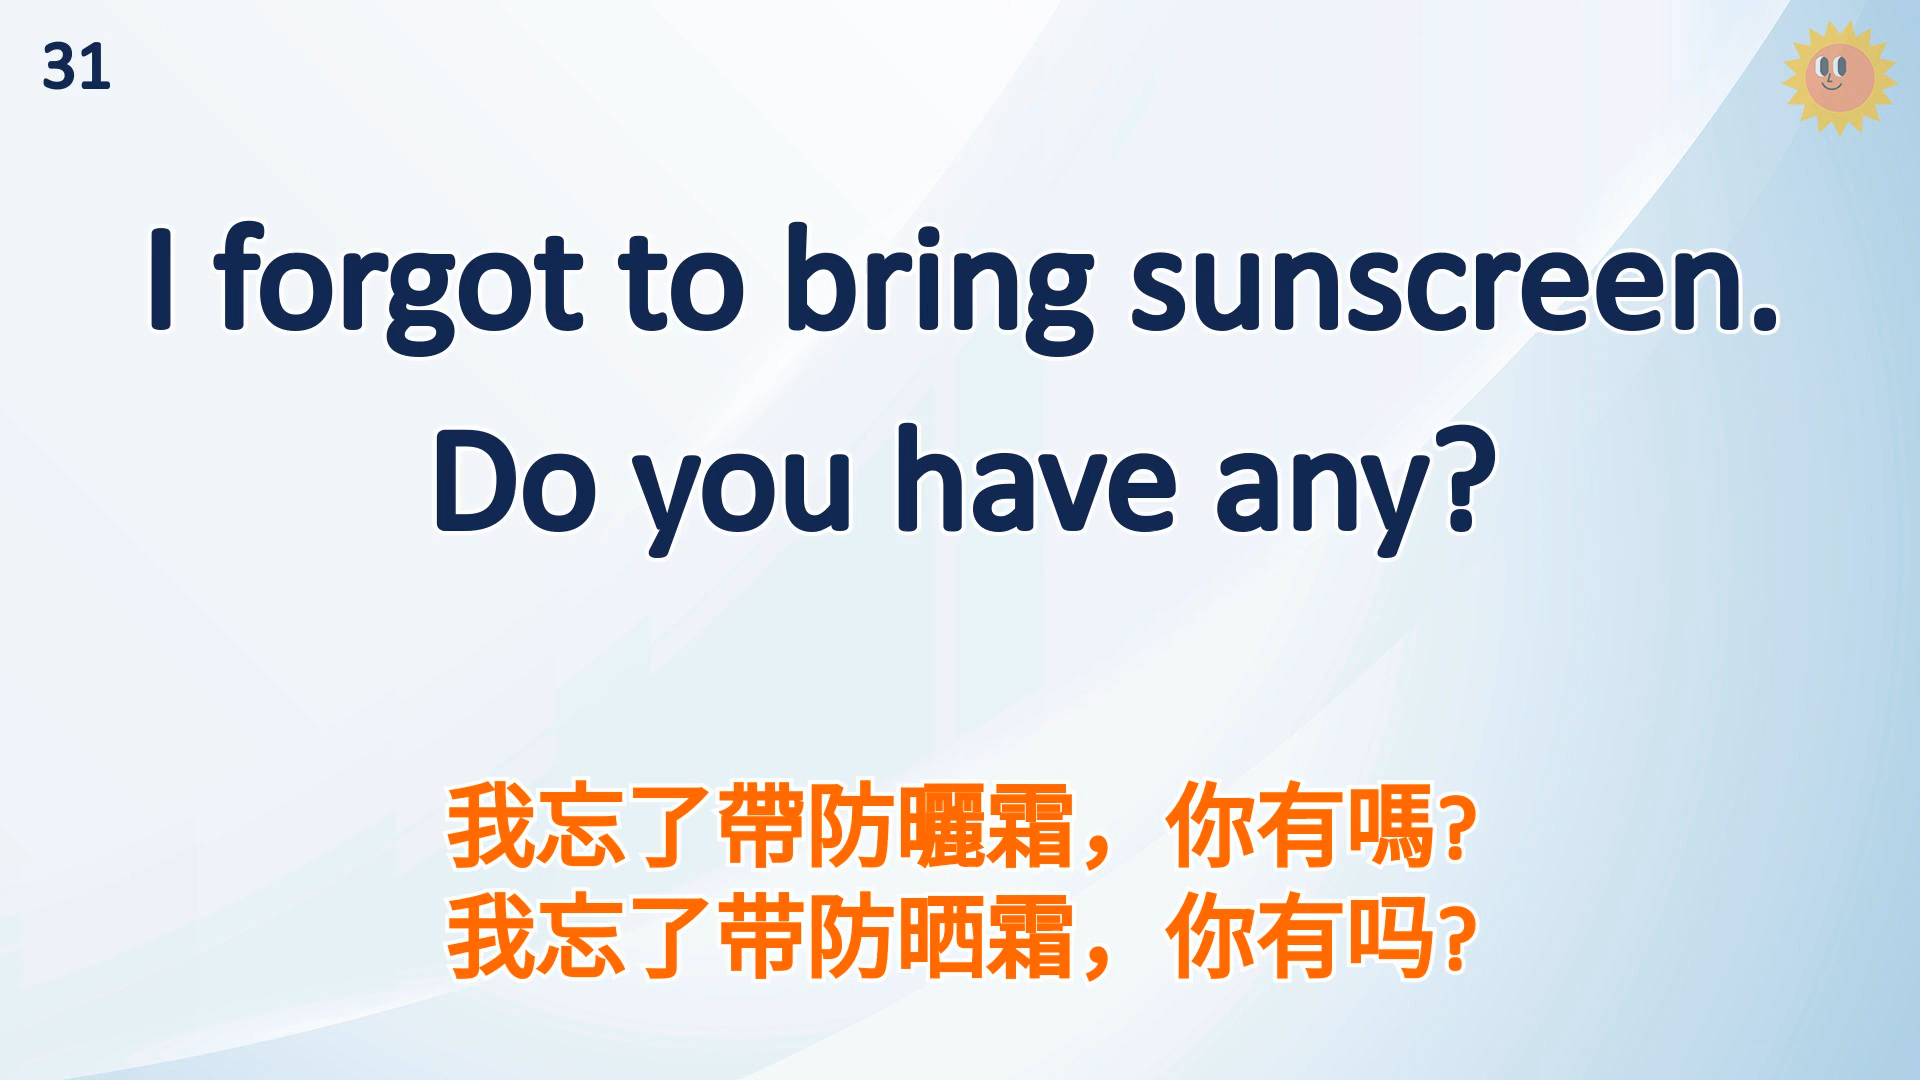 31
I forgot to bring sunscreen.
Do you have any?
我忘了帶防曬霜，你有嗎?
我忘了带防晒霜，你有吗?